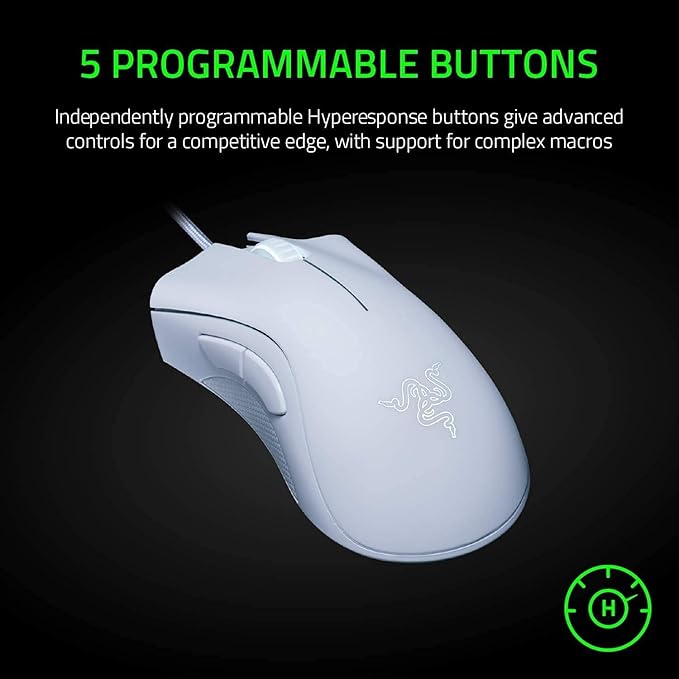 5 PROGRAMMABLE BUTTONS
Independently programmable Hyperesponse buttons give advanced
controls for a competitive edge, with support for complex macros
H